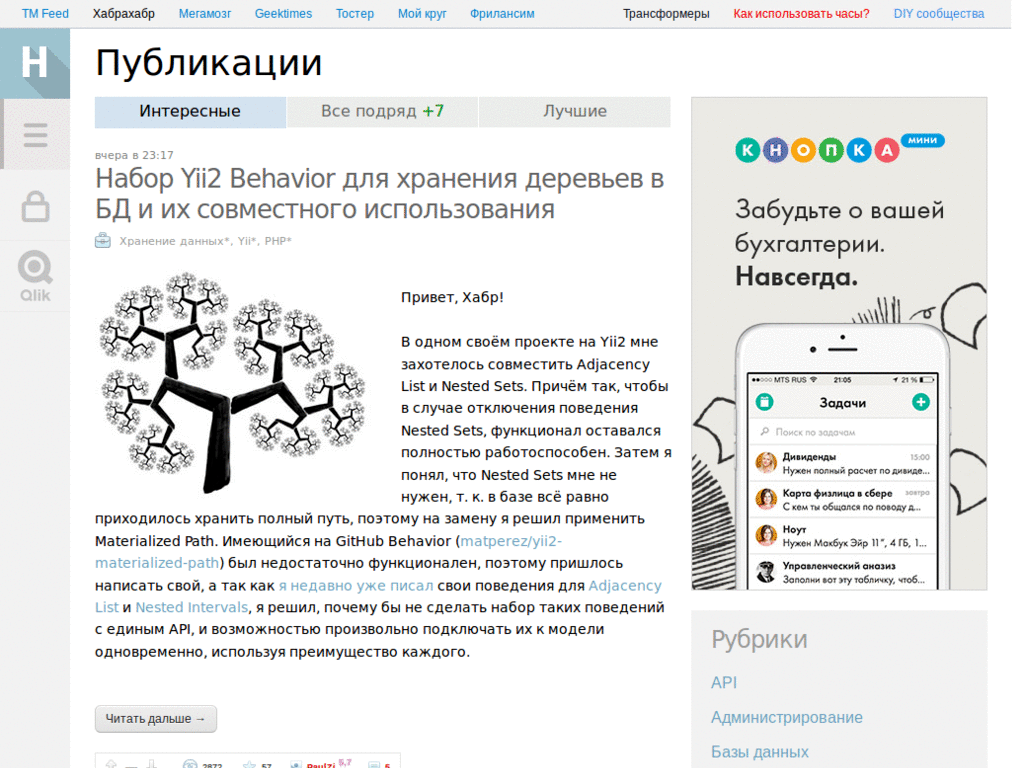 TM Feed Хабрахабр Мегамозг Geektimes Тостер Мой круг Фрилансим Трансформеры Как использовать часы? DIY сообщества
H
Qlik
Публикации
Интересные Все подряд +7 Лучшие
вчера в 23:17
Набор Yii2 Behavior для хранения деревьев в
БД и их совместного использования
Хранение данных*, Yii*, PHP*
Привет, Хабр!
В одном своём проекте на Yii2 мне
захотелось совместить Adjacency
List и Nested Sets. Причём так, чтобы
в случае отключения поведения
Nested Sets, функционал оставался
полностью работоспособен. Затем я
понял, что Nested Sets мне не
нужен, т. к. в базе всё равно
приходилось хранить полный путь, поэтому на замену я решил применить
Materialized Path. Имеющийся на GitHub Behavior (matperez/yii2-
materialized-path) был недостаточно функционален, поэтому пришлось
написать свой, а так как я недавно уже писал свои поведения для Adjacency
List и Nested Intervals, я решил, почему бы не сделать набор таких поведений
с единым API, и возможностью произвольно подключать их к модели
одновременно, используя преимущество каждого.
Читать дальше →
2872 57 PaulZi 5,7 5
КНОПКА МИНИ
Забудьте о вашей
бухгалтерии.
Навсегда.
MTS RUS 21:05 21 %
Задачи
Поиск по задачам
Дивиденды 15:00
Нужен полный расчет по дивиде...
Карта физлица в сбере завтра
С кем ты общался по поводу д...
Ноут
Нужен Макбук Эйр 11", 4 ГБ, 1...
Управленческий анализ
Заполни вот эту табличку, чтоб...
Рубрики
API
Администрирование
Базы данных